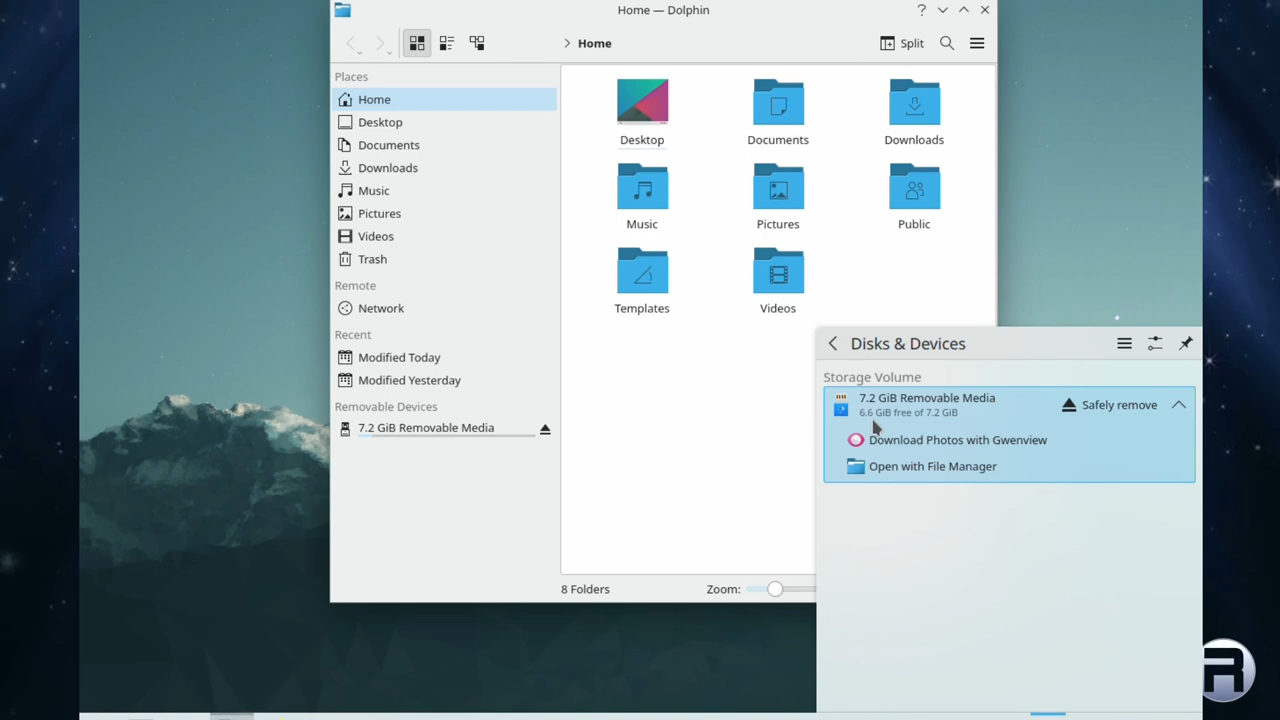 Home — Dolphin
Home
Split
Places
Home
Desktop
Documents
Downloads
Music
Pictures
Videos
Trash
Remote
Network
Recent
Modified Today
Modified Yesterday
Removable Devices
7.2 GiB Removable Media
Desktop
Documents
Downloads
Music
Pictures
Public
Templates
Videos
8 Folders
Zoom:
Disks & Devices
Storage Volume
7.2 GiB Removable Media
6.6 GiB free of 7.2 GiB
Safely remove
Download Photos with Gwenview
Open with File Manager
R